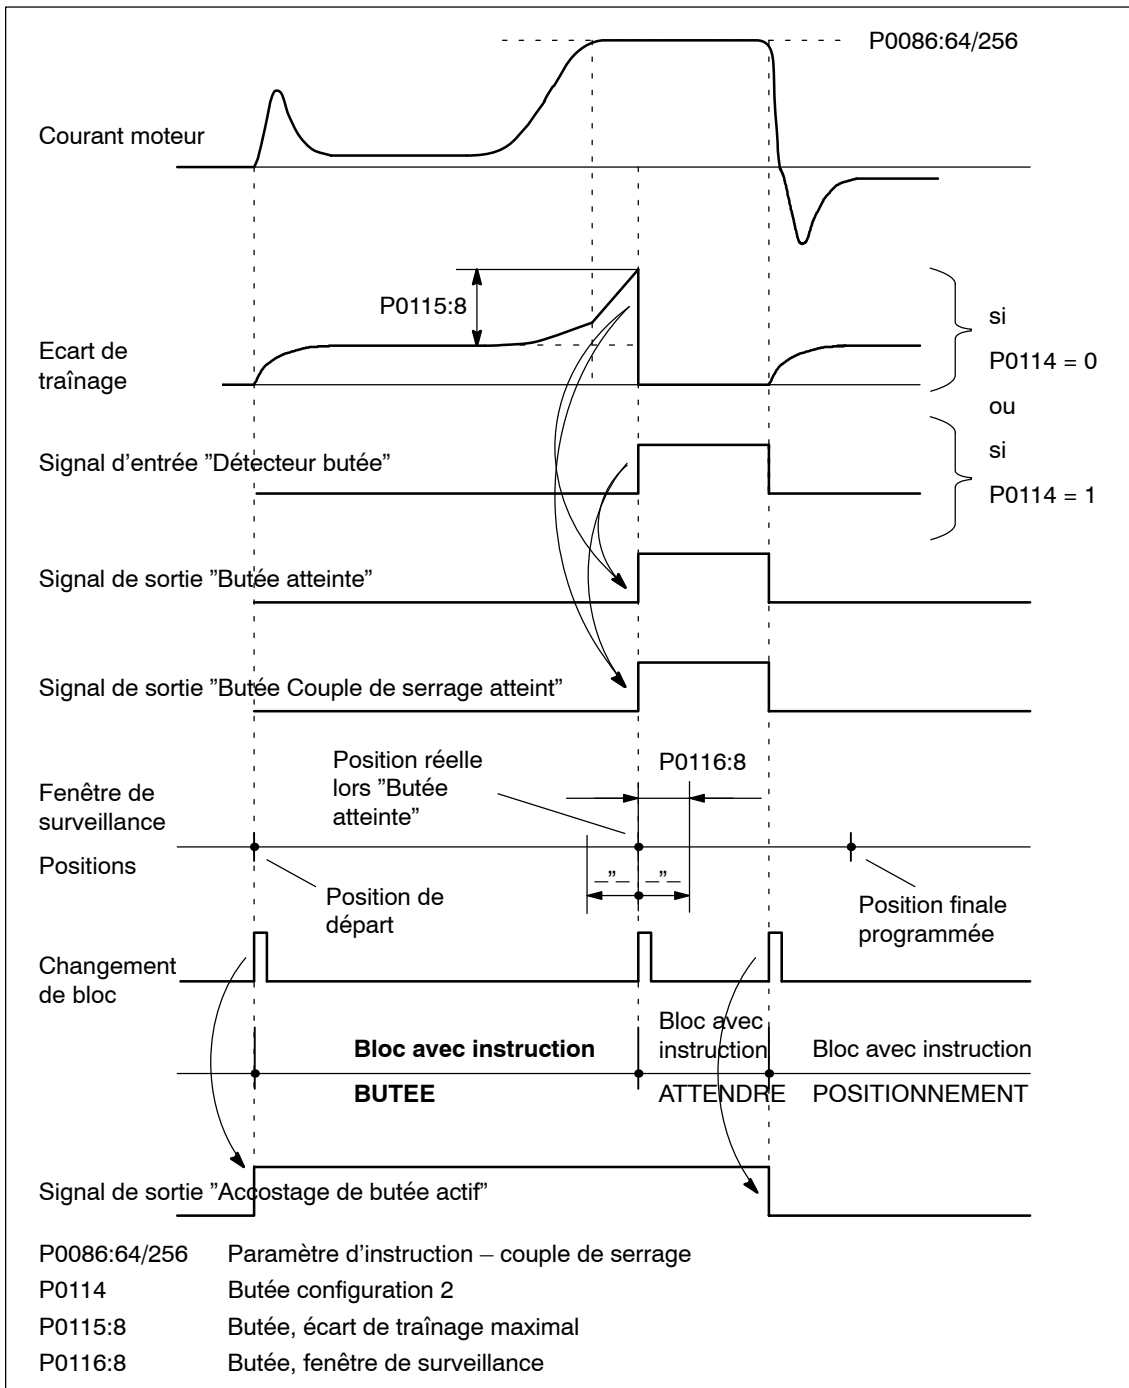 P0086:64/256
Courant moteur
P0115:8
Ecart de
traînage
si
P0114 = 0
ou
si
P0114 = 1
Signal d’entrée ”Détecteur butée”
Signal de sortie ”Butée atteinte”
Signal de sortie ”Butée Couple de serrage atteint”
Position réelle
lors ”Butée
atteinte”
P0116:8
Fenêtre de
surveillance
Positions
_”_ _”_
Position de
départ
Position finale
programmée
Changement
de bloc
Bloc avec instruction
BUTEE
Bloc avec
instruction
ATTENDRE
Bloc avec instruction
POSITIONNEMENT
Signal de sortie ”Accostage de butée actif”
P0086:64/256 Paramètre d’instruction – couple de serrage
P0114 Butée configuration 2
P0115:8 Butée, écart de traînage maximal
P0116:8 Butée, fenêtre de surveillance